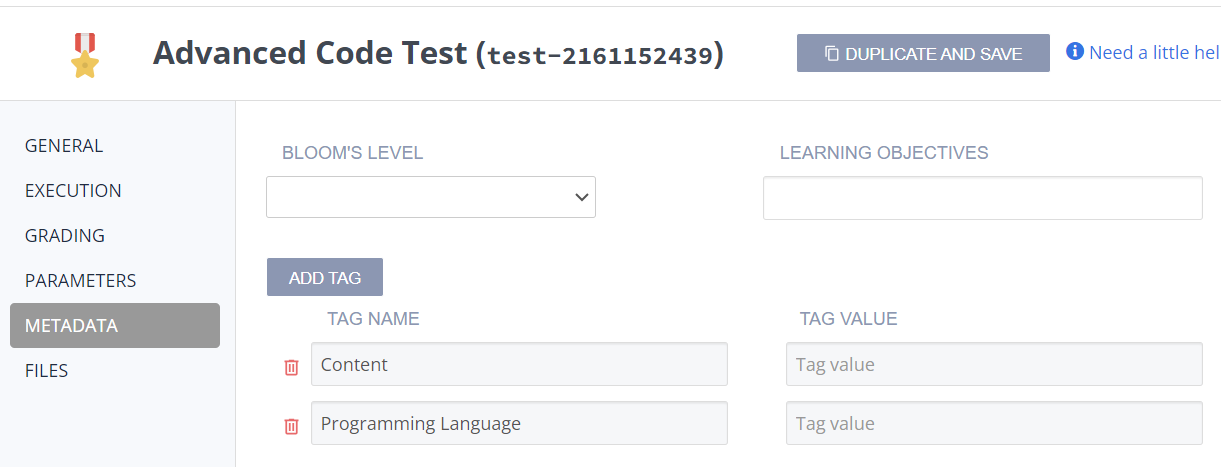 Advanced Code Test (test-2161152439)
DUPLICATE AND SAVE
Need a little hel
GENERAL
EXECUTION
GRADING
PARAMETERS
METADATA
FILES
BLOOM'S LEVEL
LEARNING OBJECTIVES
ADD TAG
TAG NAME
TAG VALUE
Content
Tag value
Programming Language
Tag value